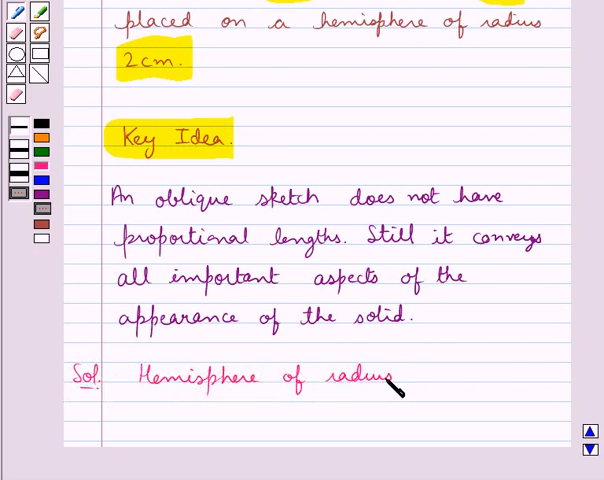 placed on a hemisphere of radius
2cm.
Key Idea.
An oblique sketch does not have
proportional lengths. Still it conveys
all important aspects of the
appearance of the solid.
Sol. Hemisphere of radius